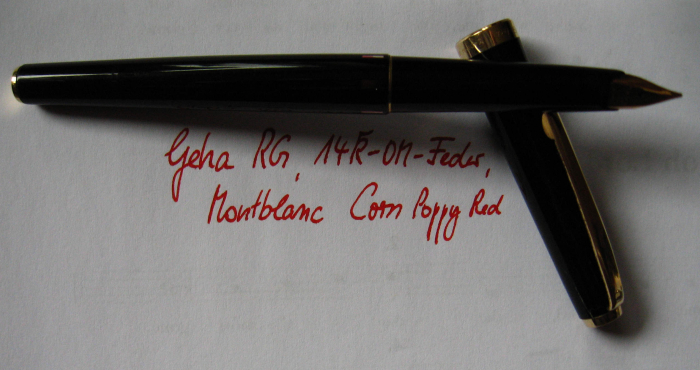 Geha RG, 14K-OM-Feder,
Montblanc Corn Poppy Red